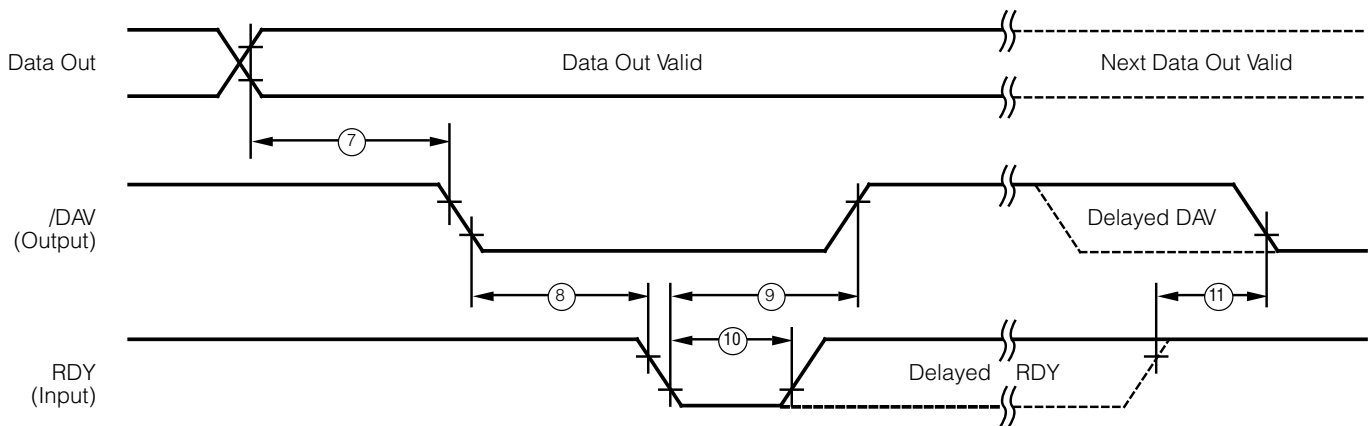 Data Out
Data Out Valid
Next Data Out Valid
7
/DAV
(Output)
Delayed DAV
8
9
11
10
RDY
(Input)
Delayed RDY